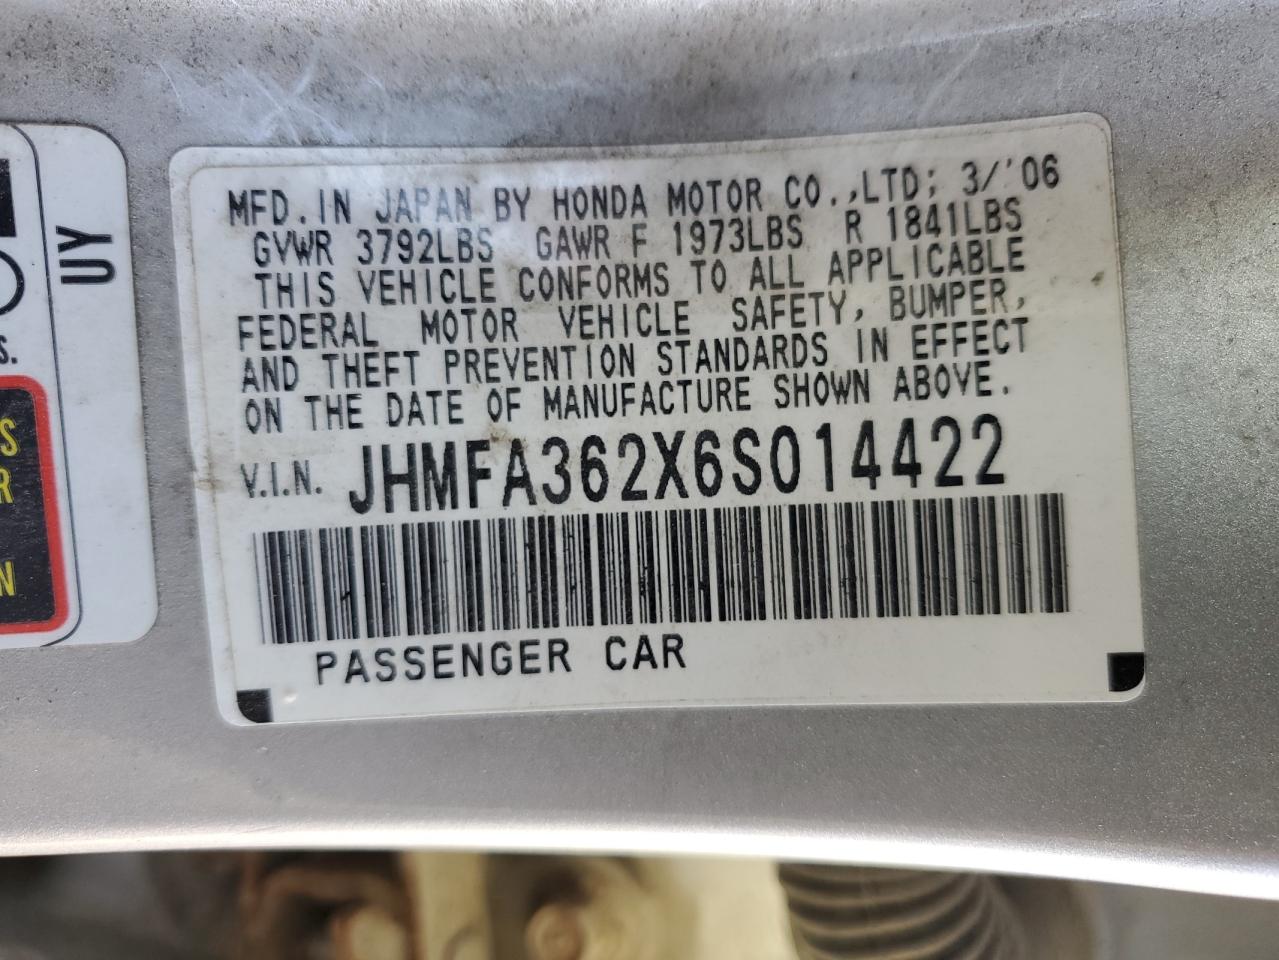 MFD. IN JAPAN BY HONDA MOTOR CO.,LTD; 3/'06
GVWR 3792LBS GAWR F 1973LBS R 1841LBS
THIS VEHICLE CONFORMS TO ALL APPLICABLE
FEDERAL MOTOR VEHICLE SAFETY, BUMPER,
AND THEFT PREVENTION STANDARDS IN EFFECT
ON THE DATE OF MANUFACTURE SHOWN ABOVE.
V.I.N. JHMFA362X6S014422
PASSENGER CAR
UY
S.
S
R
N